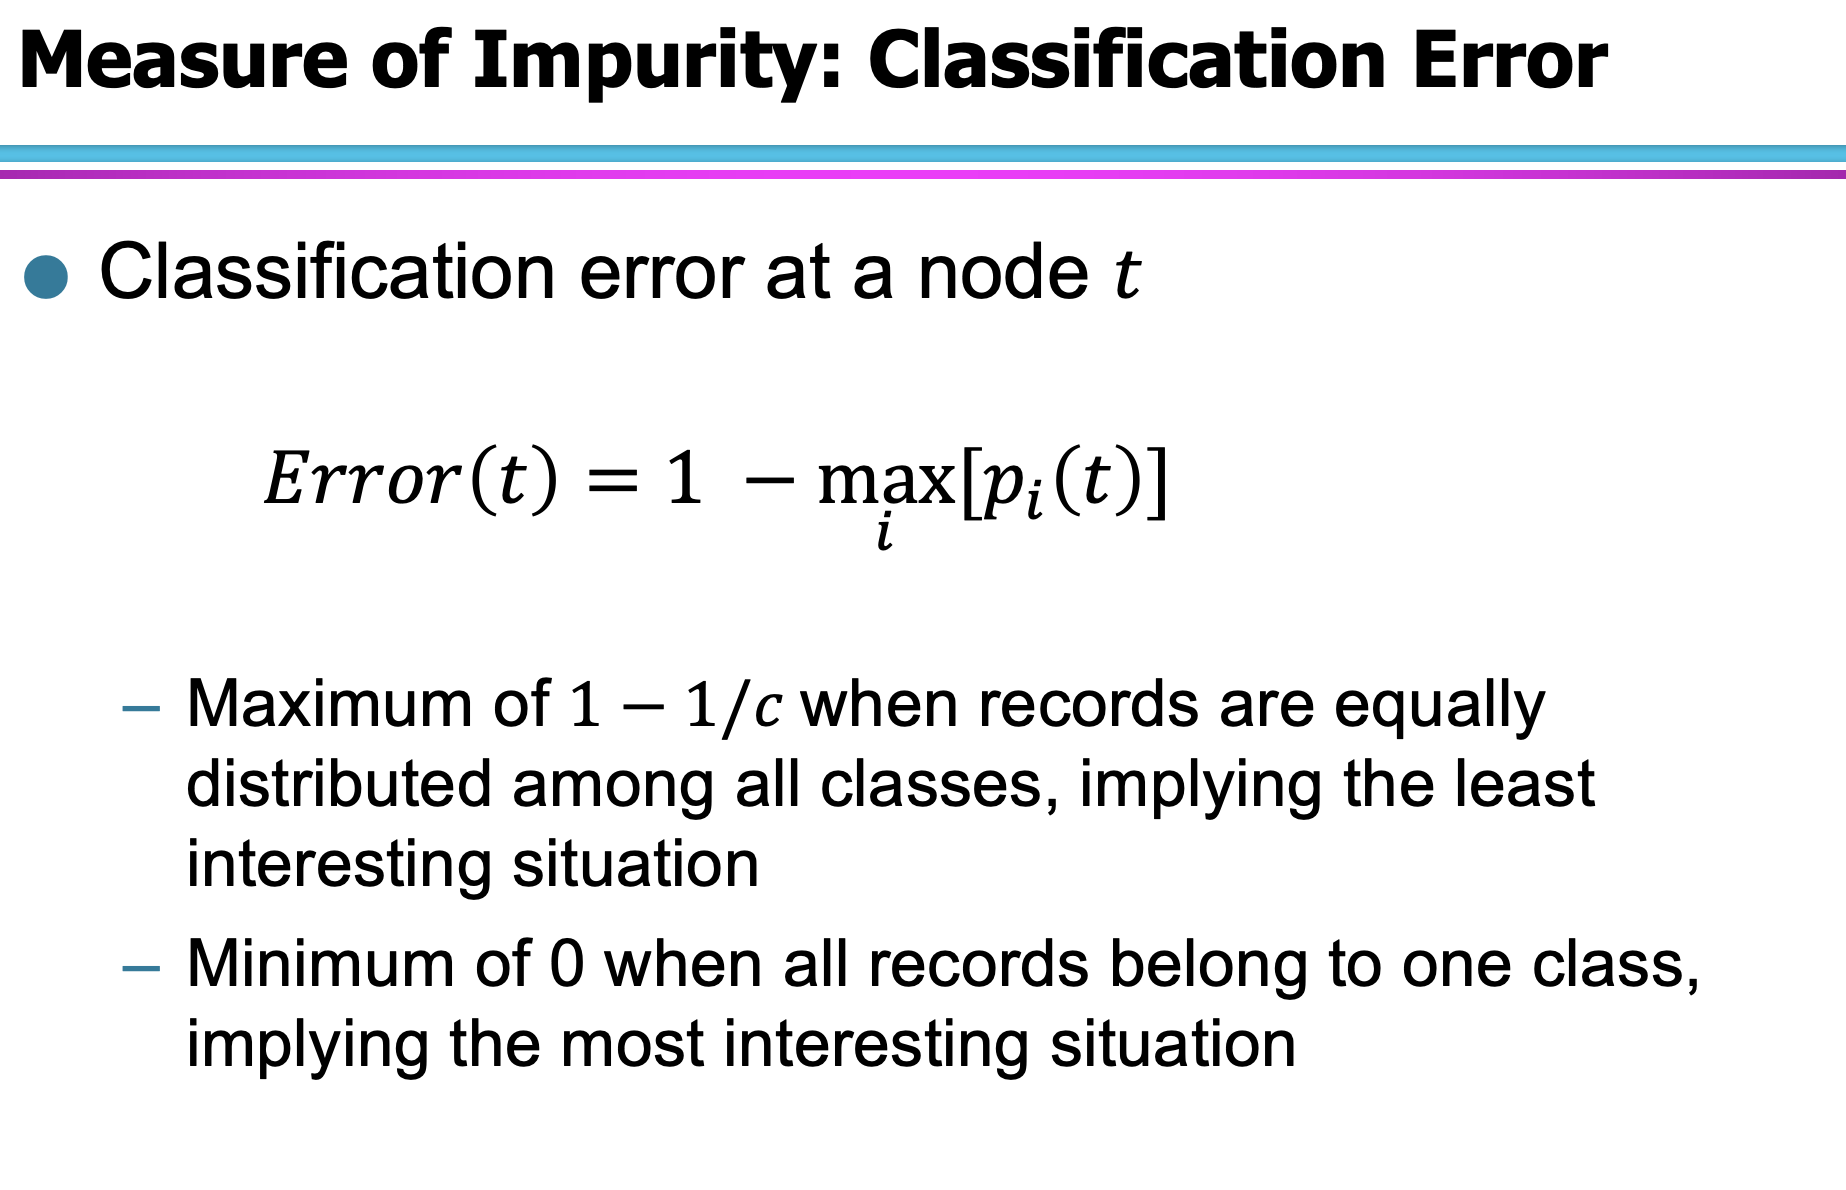 Measure of Impurity: Classification Error
● Classification error at a node 𝑡
𝐸𝑟𝑟𝑜𝑟(𝑡) = 1 − max[𝑝ᵢ(𝑡)]
𝑖
– Maximum of 1 − 1/𝑐 when records are equally
distributed among all classes, implying the least
interesting situation
– Minimum of 0 when all records belong to one class,
implying the most interesting situation